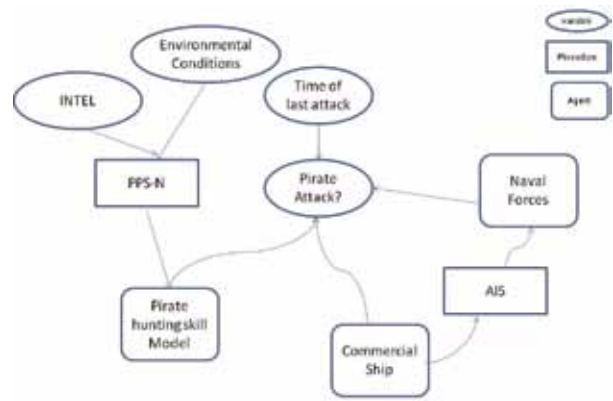 Environmental
Conditions
INTEL
Time of
last attack
Variable
Procedure
Agent
PPS-N
Pirate
Attack?
Naval
Forces
AIS
Pirate
huntingskill
Model
Commercial
Ship